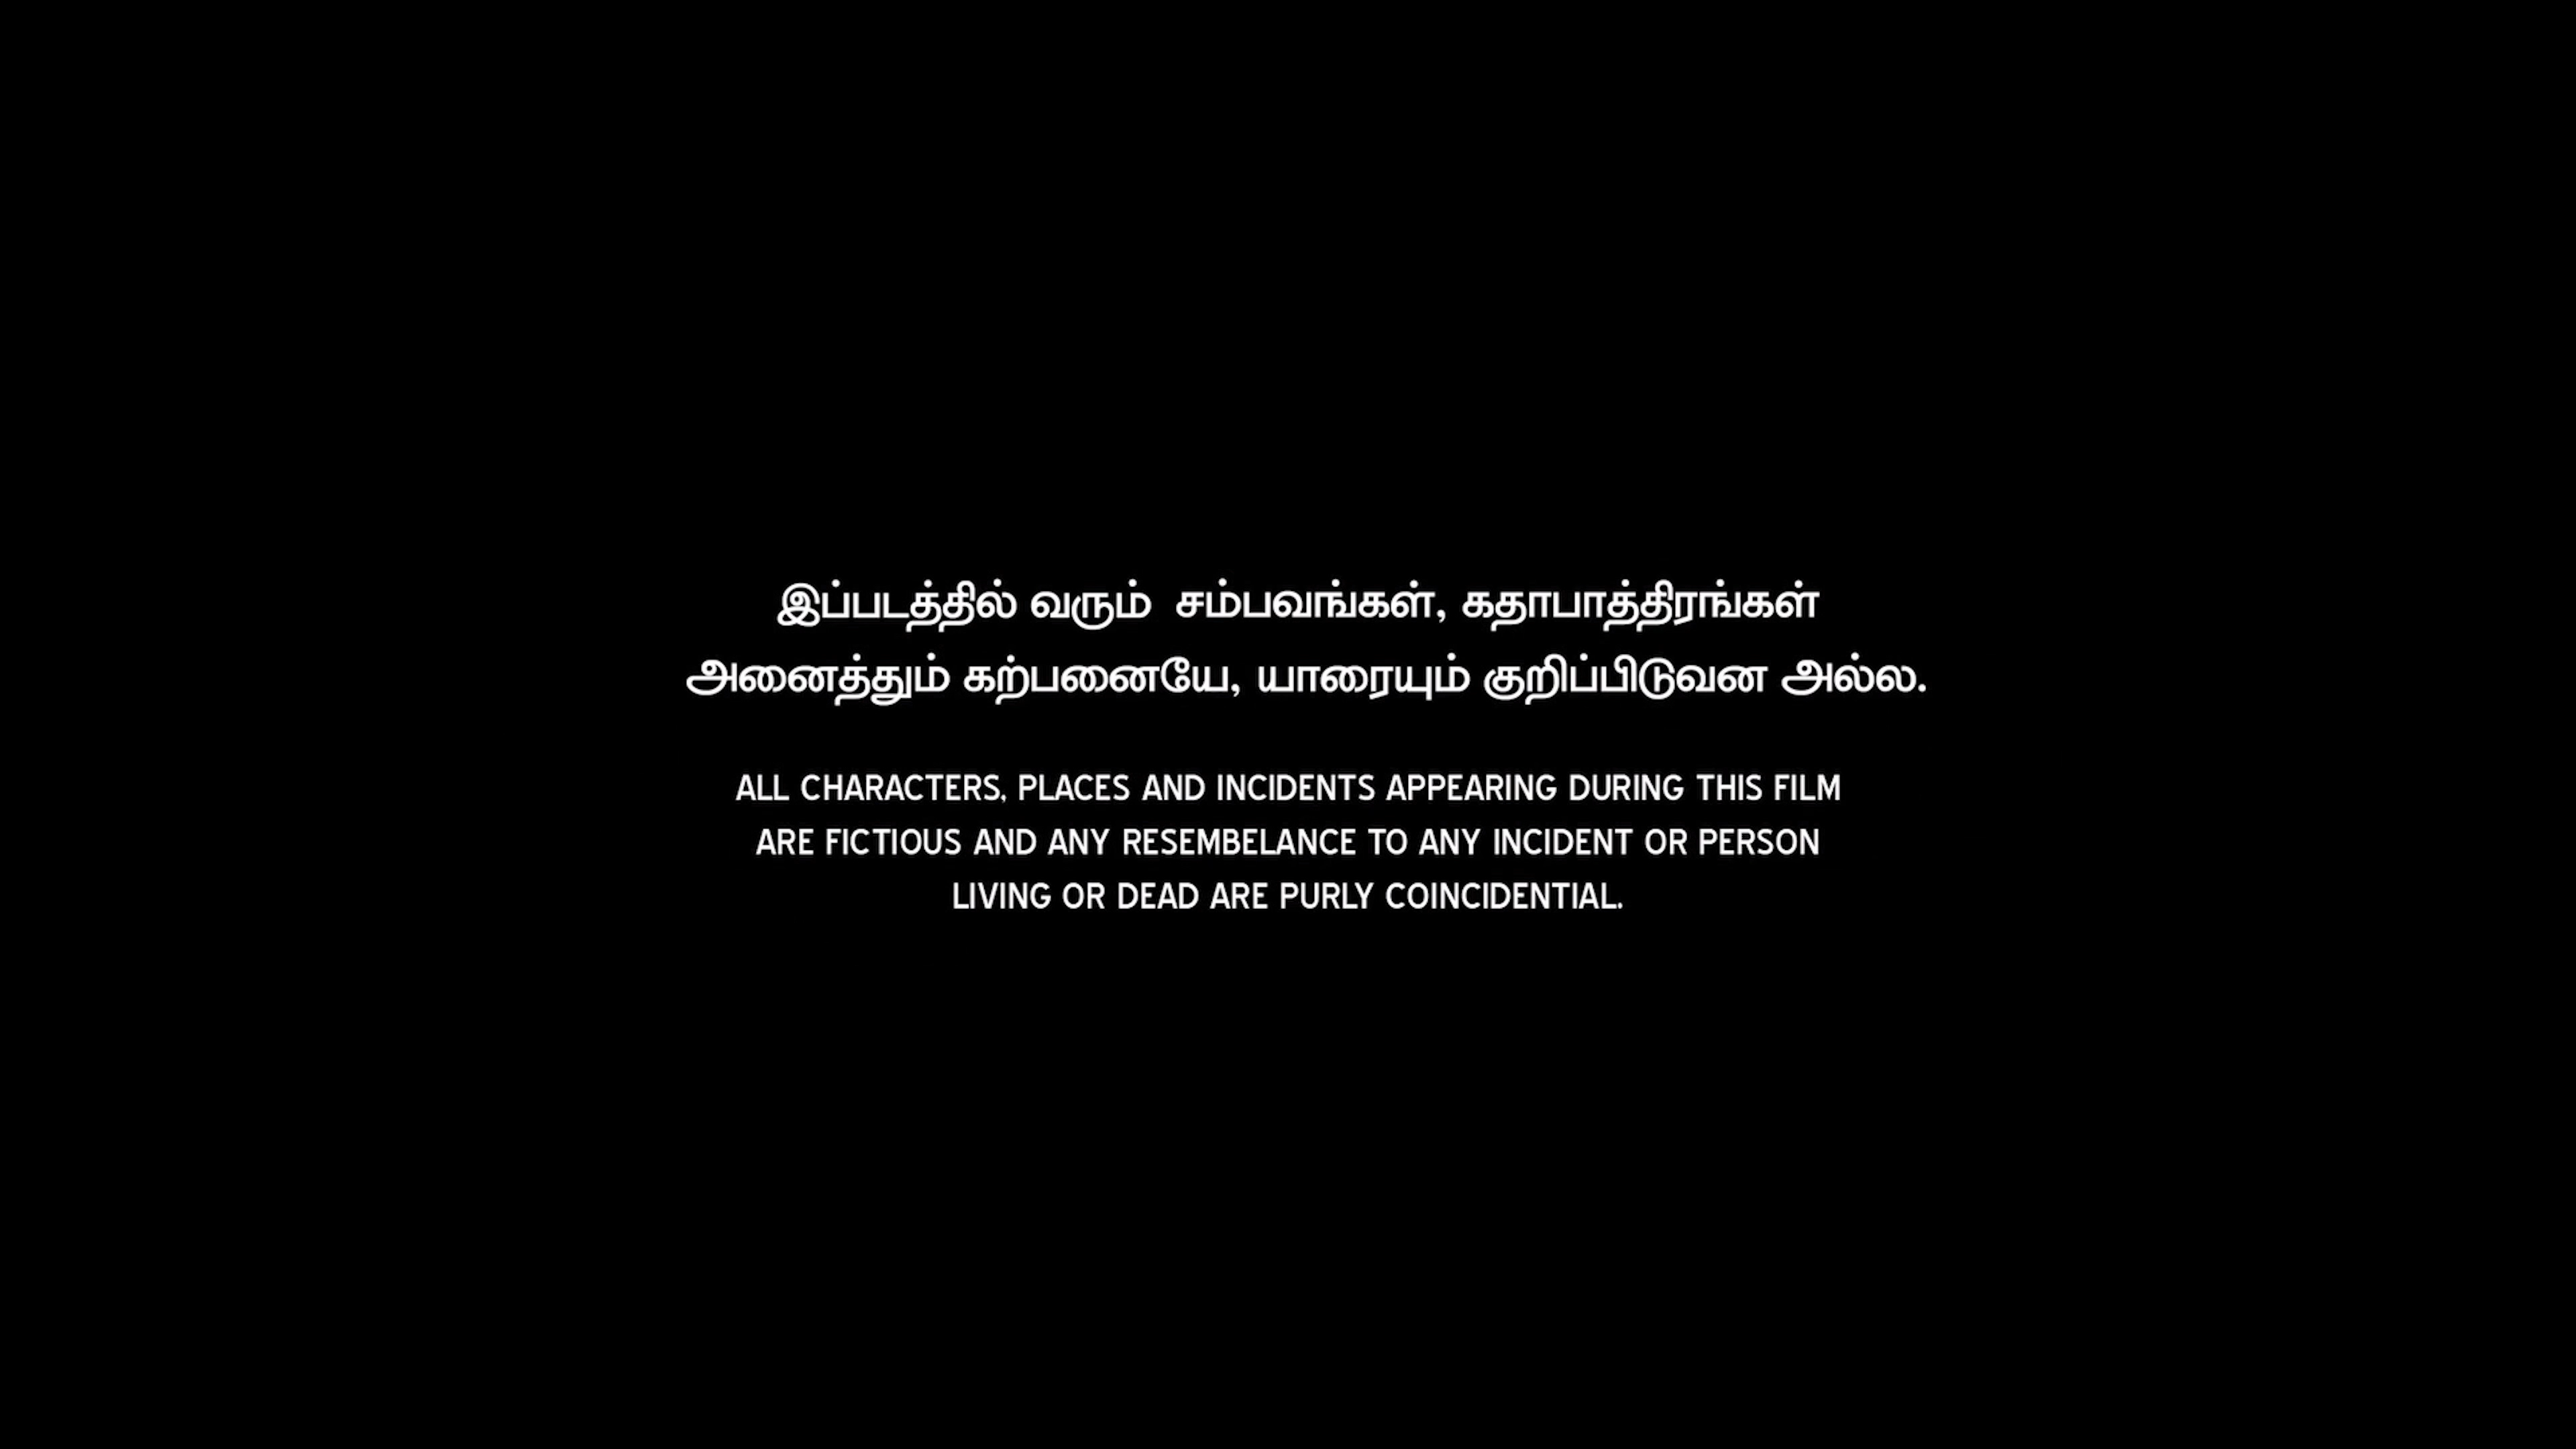 இப்படத்தில் வரும் சம்பவங்கள், கதாபாத்திரங்கள்
அனைத்தும் கற்பனையே, யாரையும் குறிப்பிடுவன அல்ல.
ALL CHARACTERS, PLACES AND INCIDENTS APPEARING DURING THIS FILM
ARE FICTIOUS AND ANY RESEMBELANCE TO ANY INCIDENT OR PERSON
LIVING OR DEAD ARE PURLY COINCIDENTIAL.